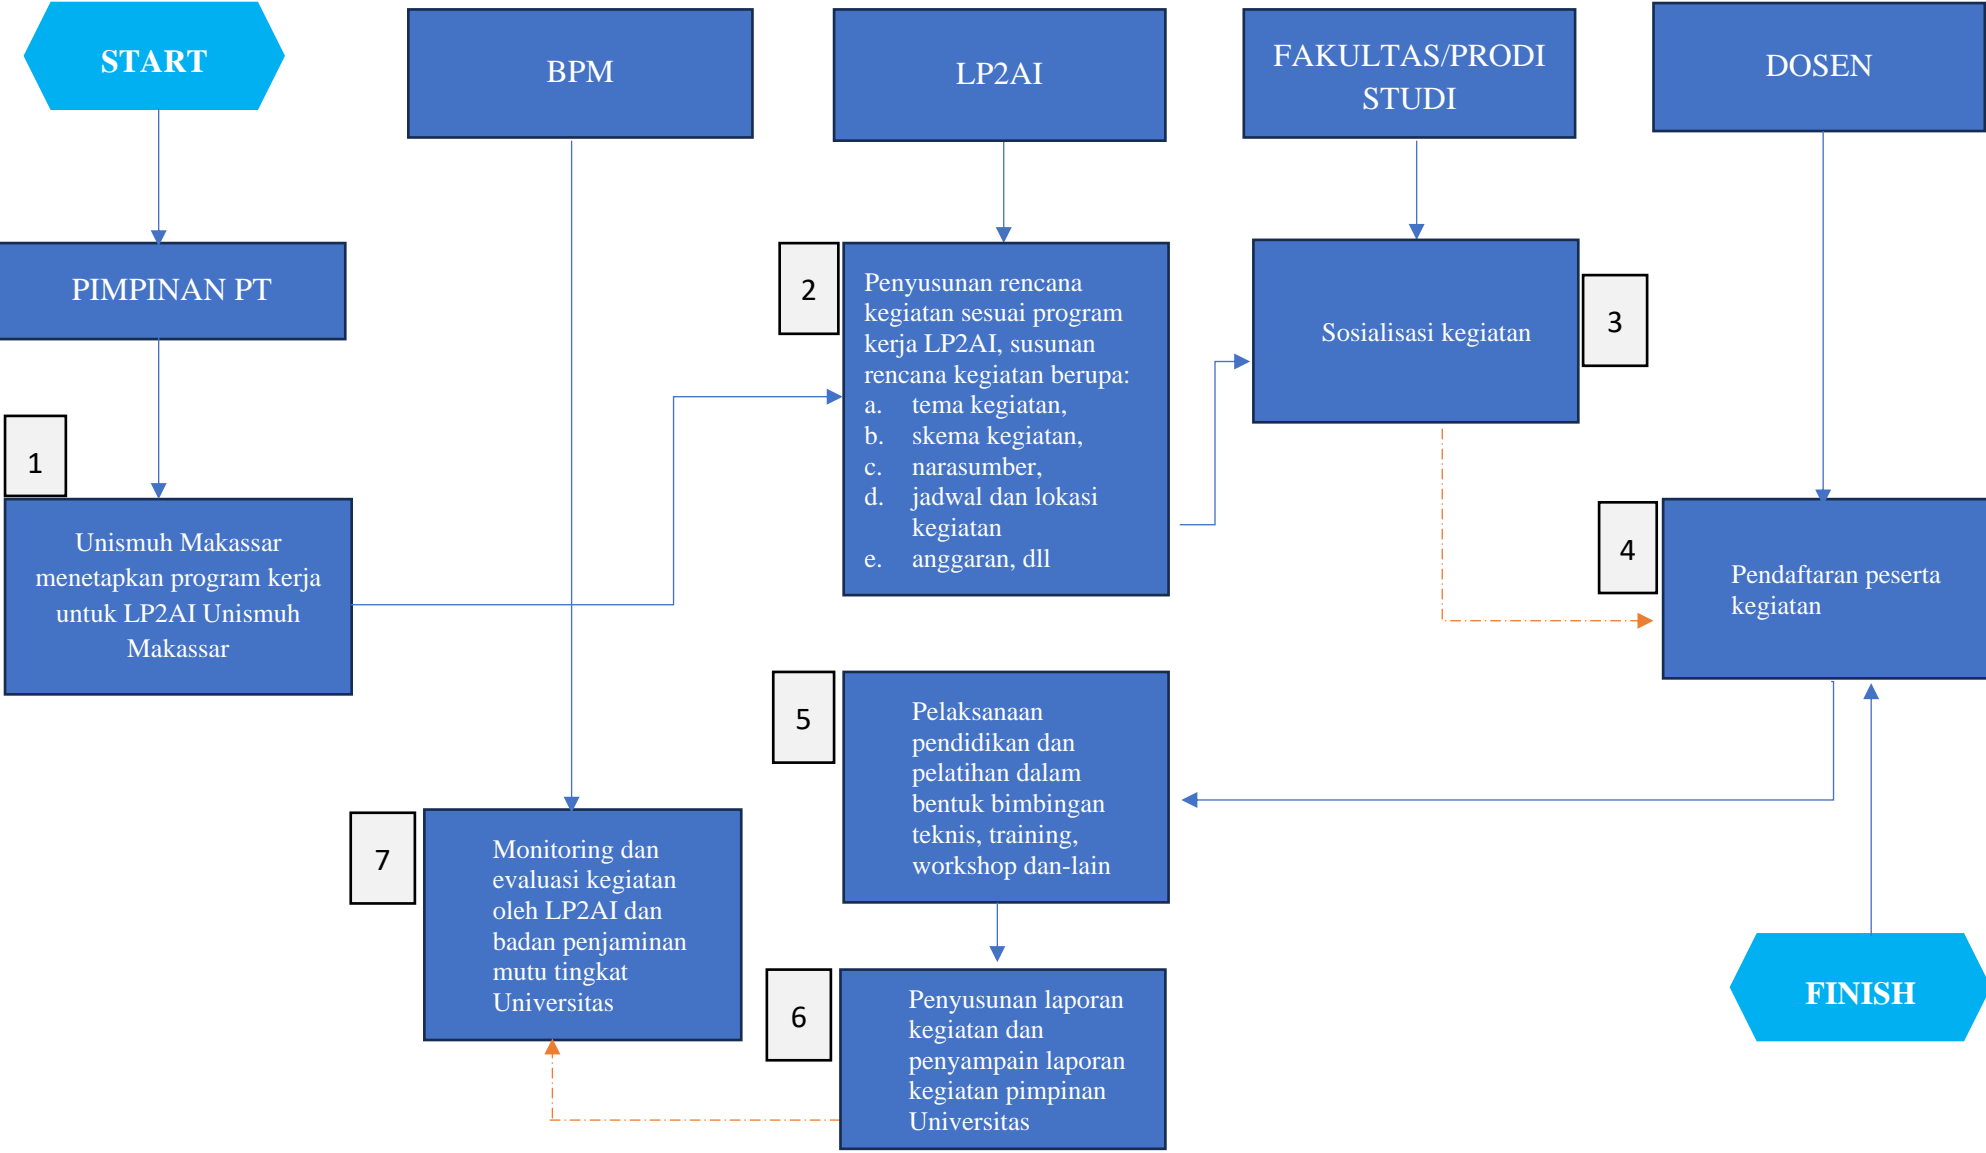 START
BPM
LP2AI
FAKULTAS/PRODI
STUDI
DOSEN
PIMPINAN PT
1
Unismuh Makassar
menetapkan program kerja
untuk LP2AI Unismuh
Makassar
2
Penyusunan rencana
kegiatan sesuai program
kerja LP2AI, susunan
rencana kegiatan berupa:
a. tema kegiatan,
b. skema kegiatan,
c. narasumber,
d. jadwal dan lokasi
kegiatan
e. anggaran, dll
Sosialisasi kegiatan
3
4
Pendaftaran peserta
kegiatan
5
Pelaksanaan
pendidikan dan
pelatihan dalam
bentuk bimbingan
teknis, training,
workshop dan-lain
7
Monitoring dan
evaluasi kegiatan
oleh LP2AI dan
badan penjaminan
mutu tingkat
Universitas
6
Penyusunan laporan
kegiatan dan
penyampain laporan
kegiatan pimpinan
Universitas
FINISH